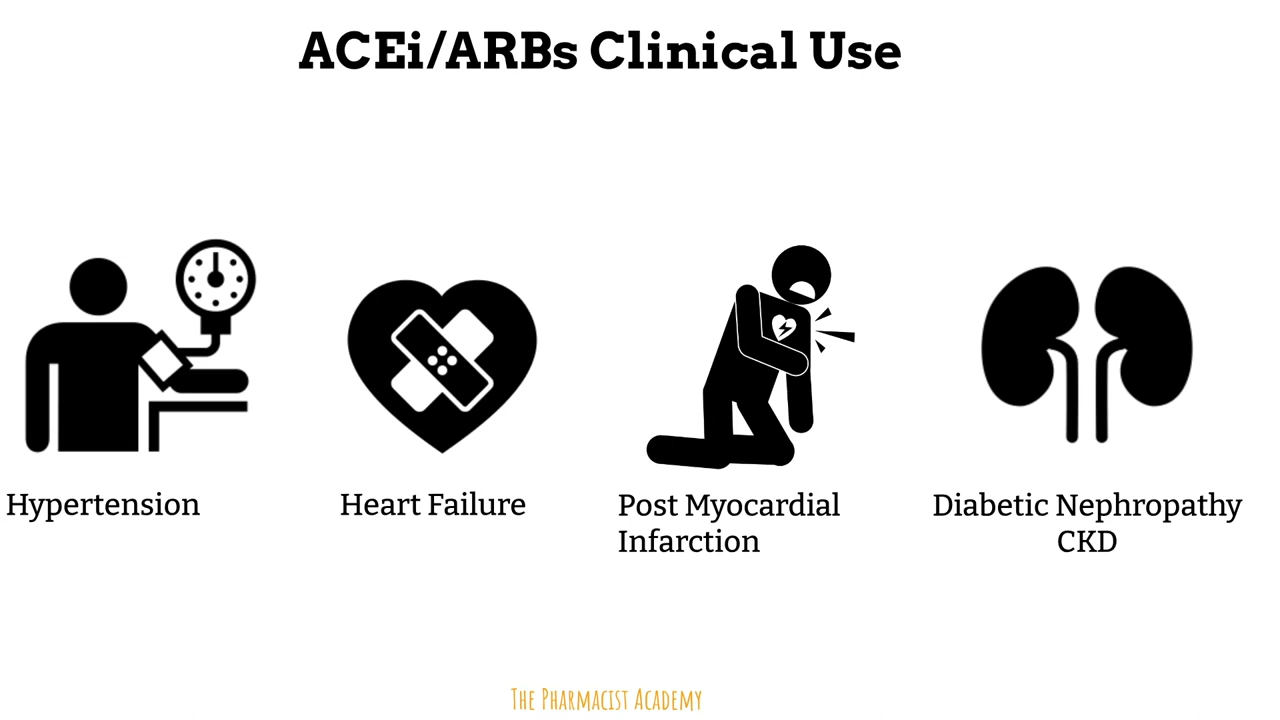 ACEi/ARBs Clinical Use
Hypertension
Heart Failure
Post Myocardial
Infarction
Diabetic Nephropathy
CKD
The Pharmacist Academy